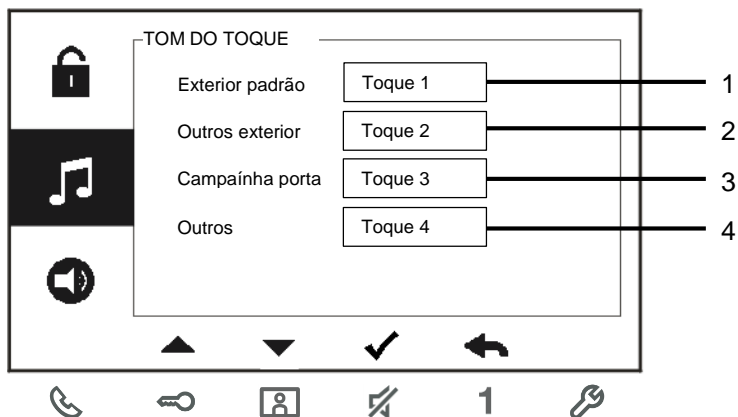 TOM DO TOQUE
Exterior padrão Toque 1 1
Outros exterior Toque 2 2
Campaínha porta Toque 3 3
Outros Toque 4 4
1